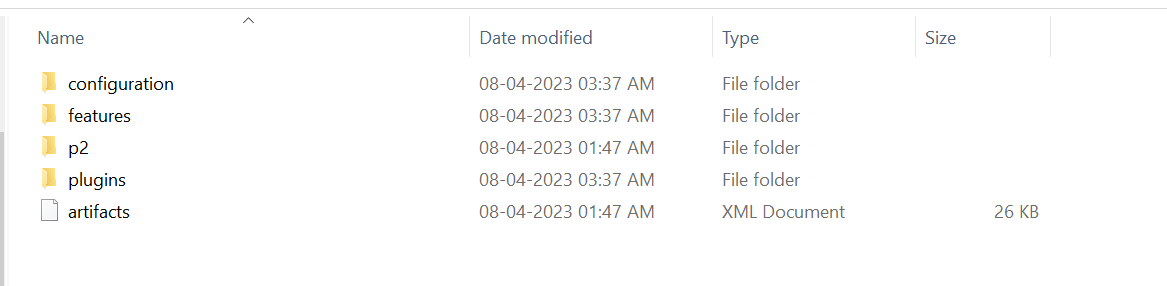 Name Date modified Type Size
configuration 08-04-2023 03:37 AM File folder
features 08-04-2023 03:37 AM File folder
p2 08-04-2023 01:47 AM File folder
plugins 08-04-2023 03:37 AM File folder
artifacts 08-04-2023 01:47 AM XML Document 26 KB